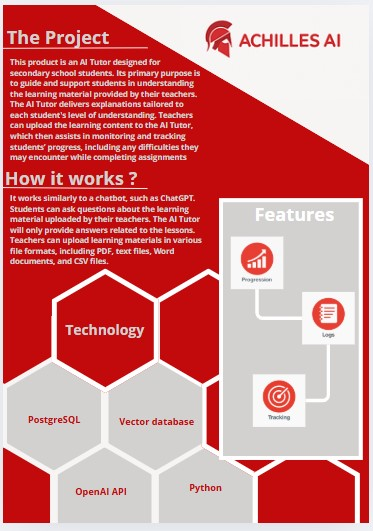 The Project
ACHILLES AI
This product is an AI Tutor designed for
secondary school students. Its primary purpose is
to guide and support students in understanding
the learning material provided by their teachers.
The AI Tutor delivers explanations tailored to
each student's level of understanding. Teachers
can upload the learning content to the AI Tutor,
which then assists in monitoring and tracking
students' progress, including any difficulties they
may encounter while completing assignments
How it works ?
It works similarly to a chatbot, such as ChatGPT.
Students can ask questions about the learning
material uploaded by their teachers. The AI Tutor
will only provide answers related to the lessons.
Teachers can upload learning materials in various
file formats, including PDF, text files, Word
documents, and CSV files.
Features
Progression
Logs
Tracking
Technology
PostgreSQL
Vector database
OpenAI API
Python